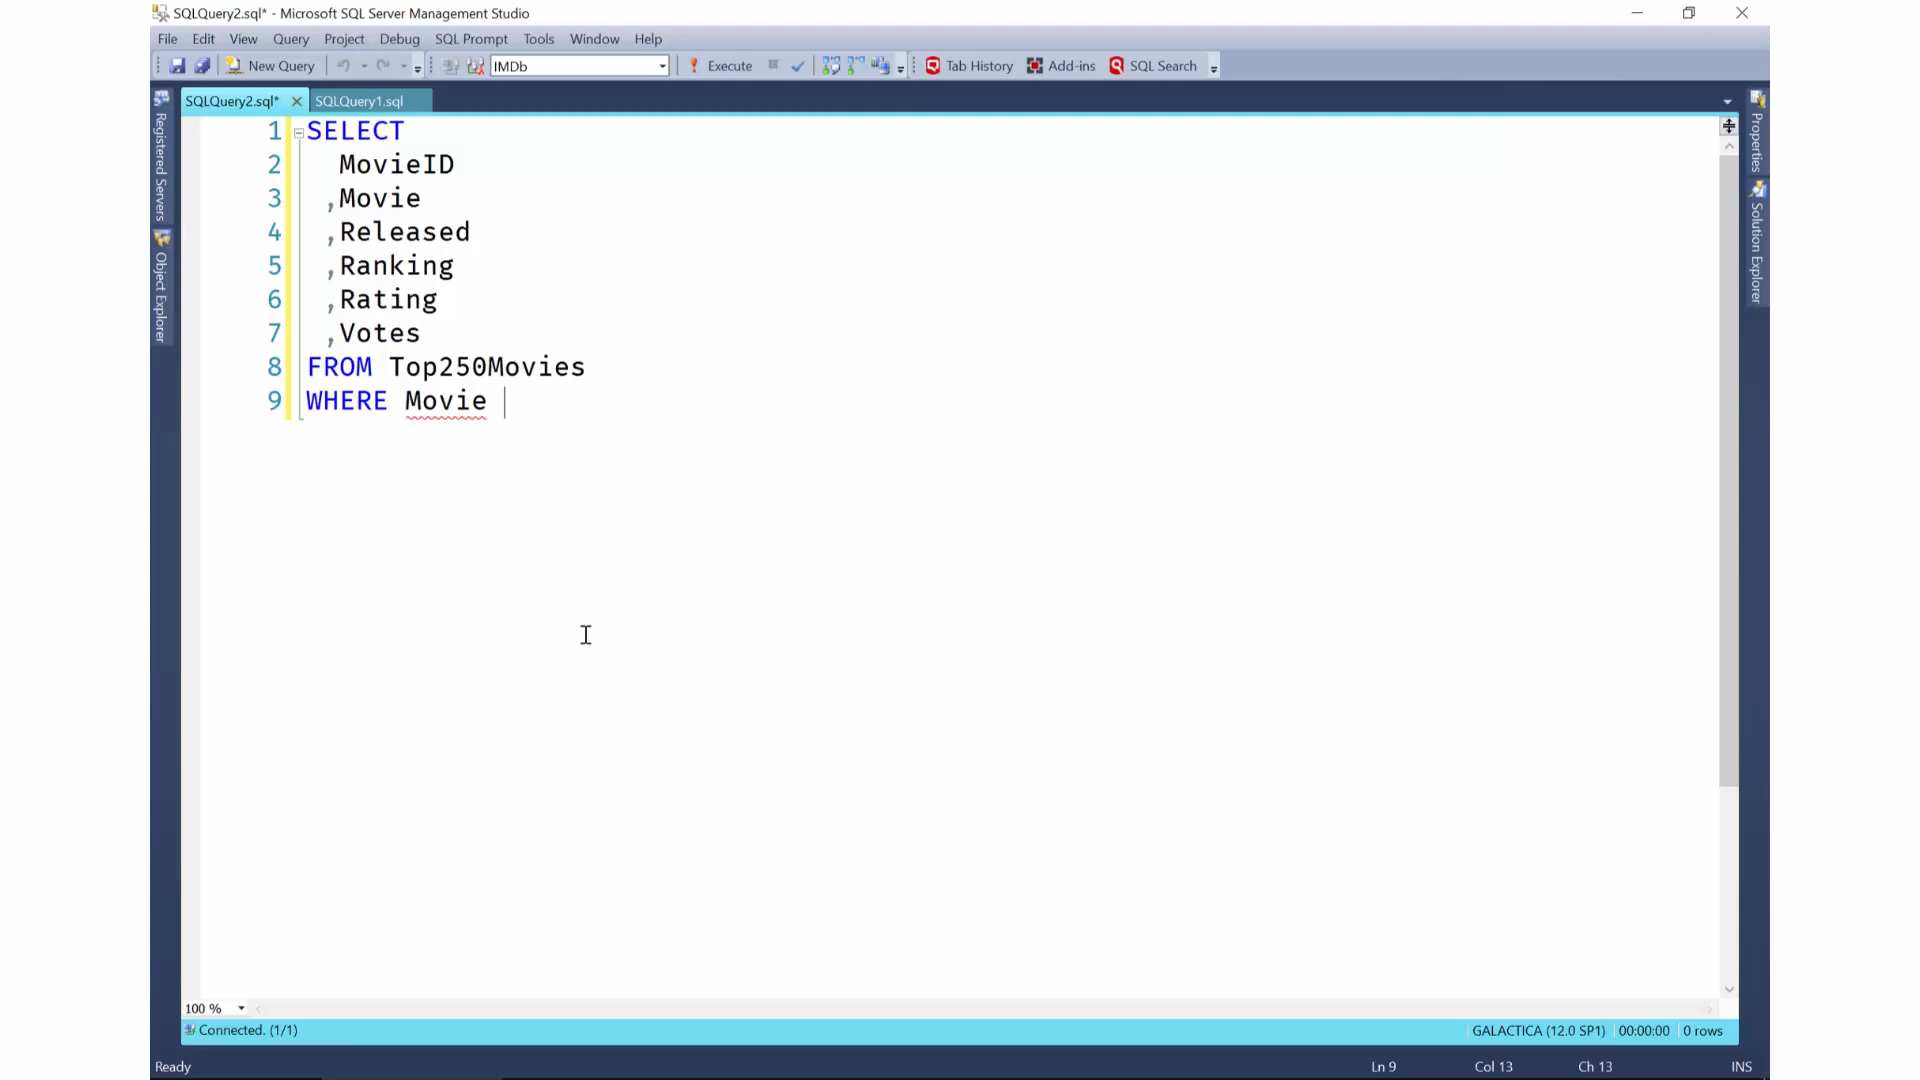 SQLQuery2.sql* - Microsoft SQL Server Management Studio
File Edit View Query Project Debug SQL Prompt Tools Window Help
New Query IMDb Execute Tab History Add-ins SQL Search
SQLQuery2.sql* SQLQuery1.sql
Registered Servers
Object Explorer
1 SELECT
2 MovieID
3 ,Movie
4 ,Released
5 ,Ranking
6 ,Rating
7 ,Votes
8 FROM Top250Movies
9 WHERE Movie
Properties
Solution Explorer
100 %
Connected. (1/1) GALACTICA (12.0 SP1) 00:00:00 0 rows
Ready Ln 9 Col 13 Ch 13 INS